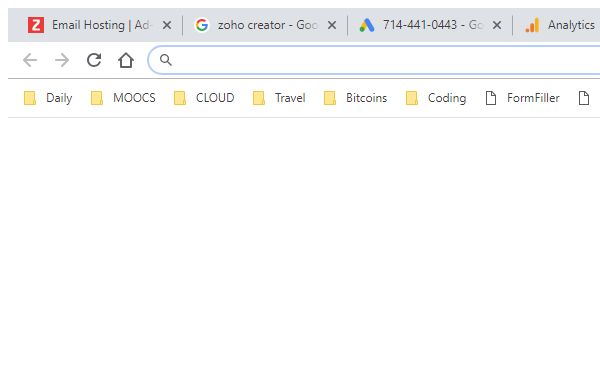 Email Hosting | Ad- zoho creator - Goo 714-441-0443 - Go Analytics
Daily MOOCS CLOUD Travel Bitcoins Coding FormFiller